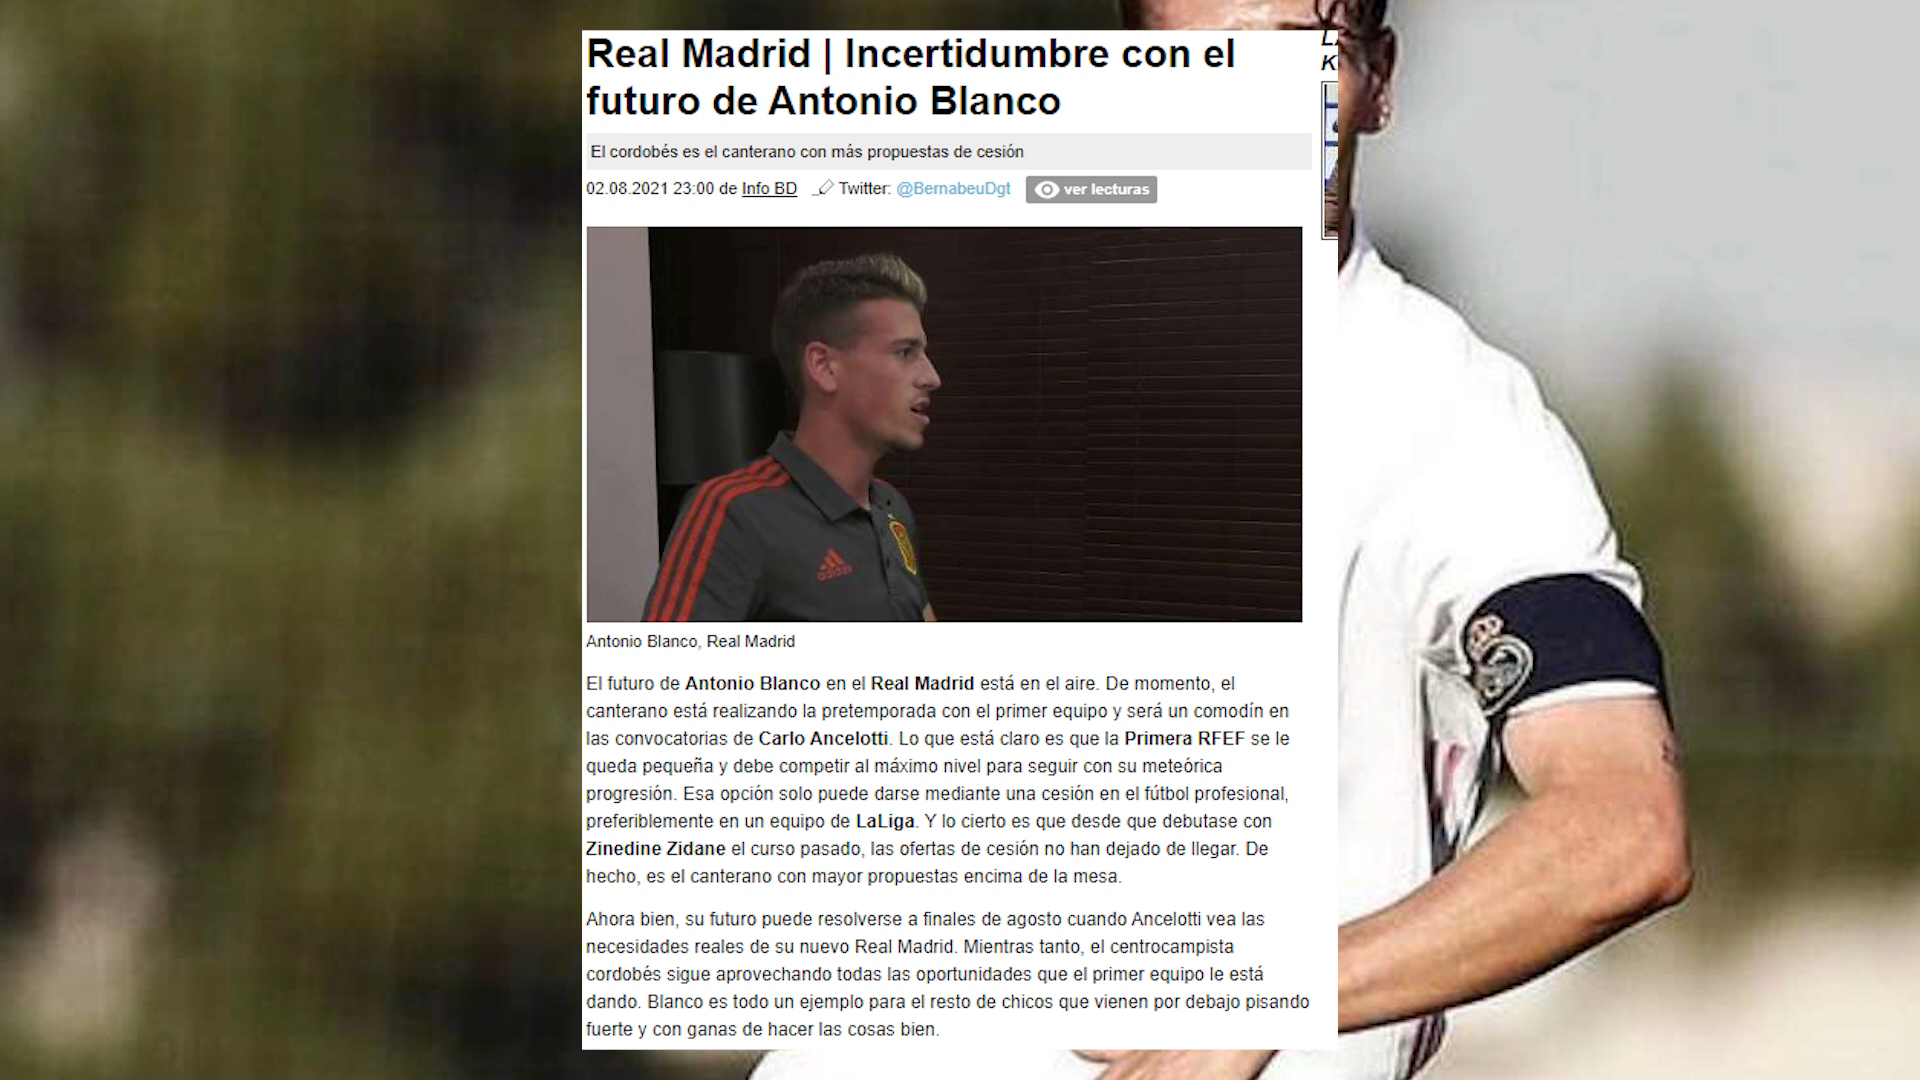 Real Madrid | Incertidumbre con el
futuro de Antonio Blanco
El cordobés es el canterano con más propuestas de cesión
02.08.2021 23:00 de Info BD Twitter: @BernabeuDgt ver lecturas
adidas
Antonio Blanco, Real Madrid
El futuro de Antonio Blanco en el Real Madrid está en el aire. De momento, el
canterano está realizando la pretemporada con el primer equipo y será un comodín en
las convocatorias de Carlo Ancelotti. Lo que está claro es que la Primera RFEF se le
queda pequeña y debe competir al máximo nivel para seguir con su meteórica
progresión. Esa opción solo puede darse mediante una cesión en el fútbol profesional,
preferiblemente en un equipo de LaLiga. Y lo cierto es que desde que debutase con
Zinedine Zidane el curso pasado, las ofertas de cesión no han dejado de llegar. De
hecho, es el canterano con mayor propuestas encima de la mesa.
Ahora bien, su futuro puede resolverse a finales de agosto cuando Ancelotti vea las
necesidades reales de su nuevo Real Madrid. Mientras tanto, el centrocampista
cordobés sigue aprovechando todas las oportunidades que el primer equipo le está
dando. Blanco es todo un ejemplo para el resto de chicos que vienen por debajo pisando
fuerte y con ganas de hacer las cosas bien.